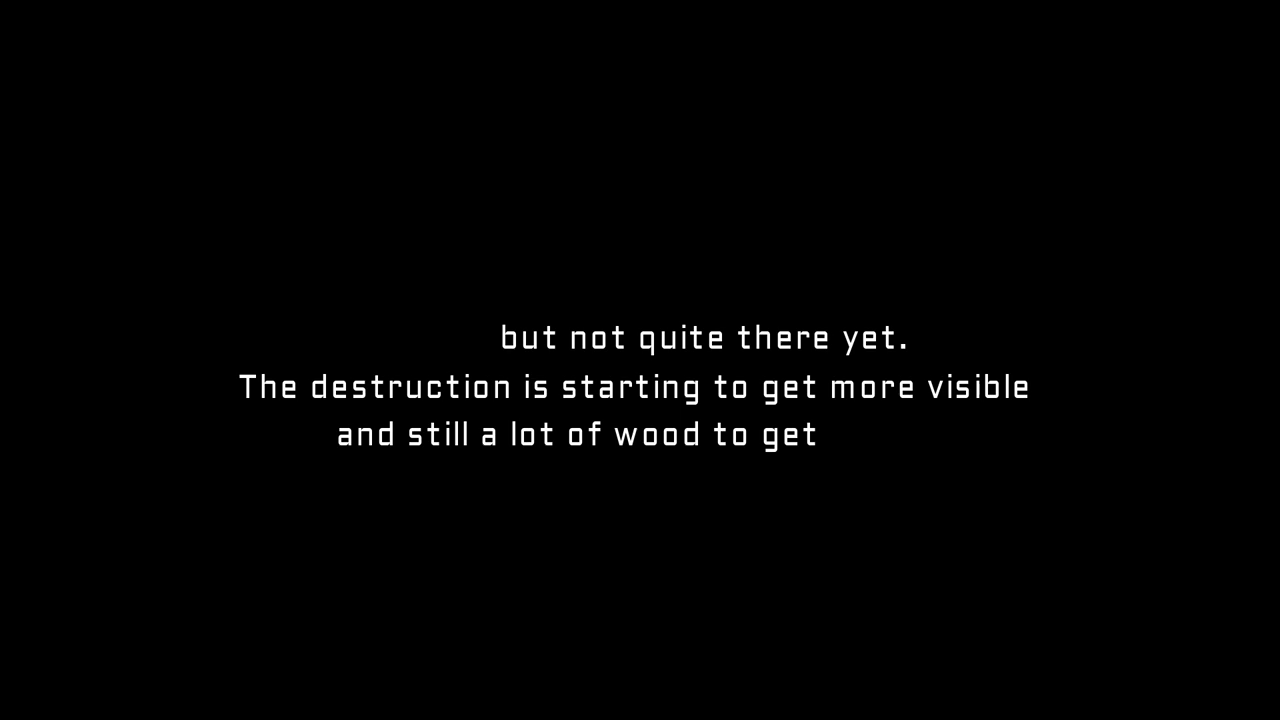 but not quite there yet.
The destruction is starting to get more visible
and still a lot of wood to get